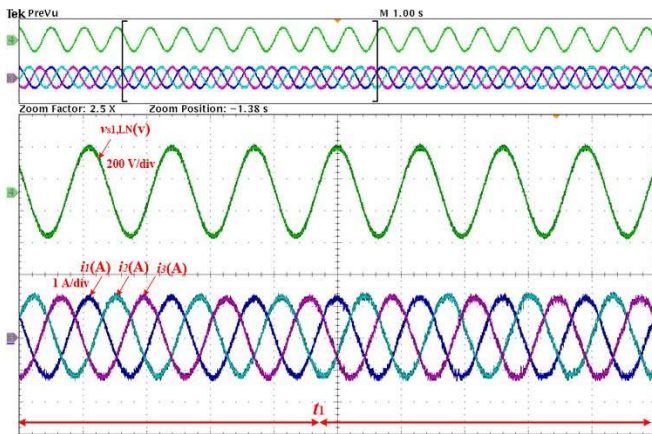 Tek PreVu
M 1.00 s
Zoom Factor: 2.5 X Zoom Position: −1.38 s
vs1,LN(v)
200 V/div
i1(A) i2(A) i3(A)
1 A/div
t1